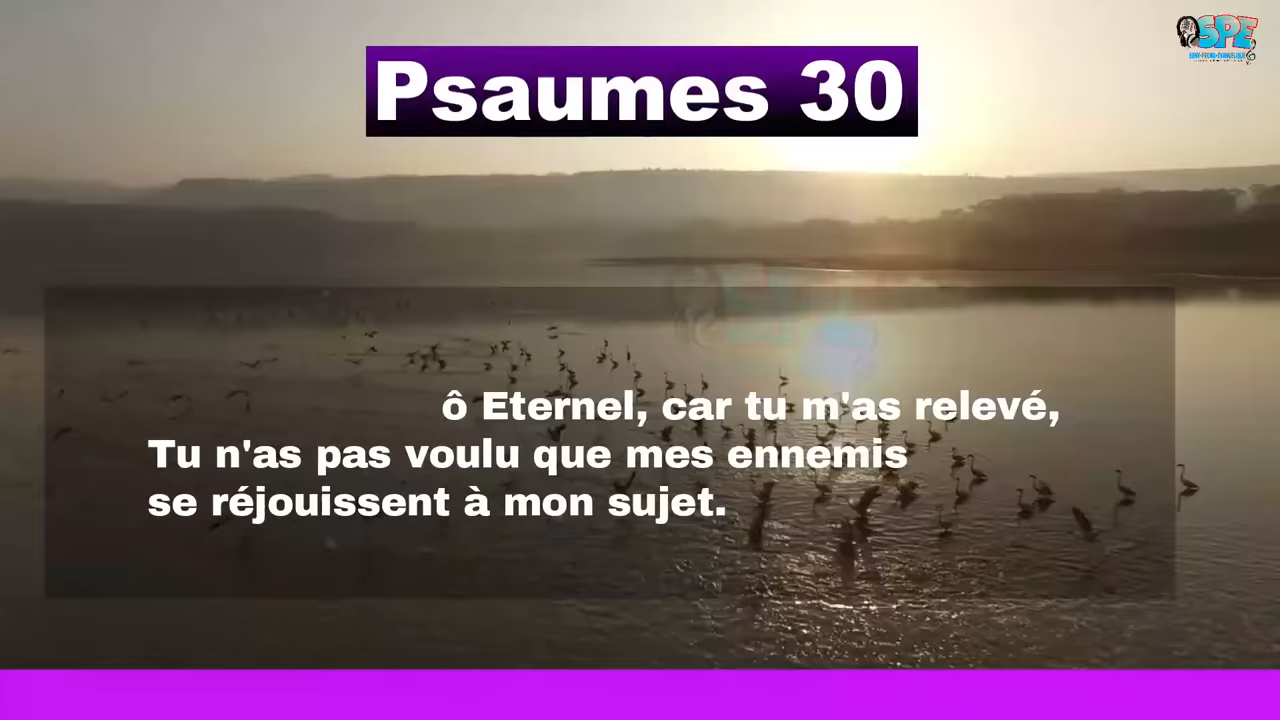 SPE
Psaumes 30
ô Eternel, car tu m'as relevé,
Tu n'as pas voulu que mes ennemis
se réjouissent à mon sujet.